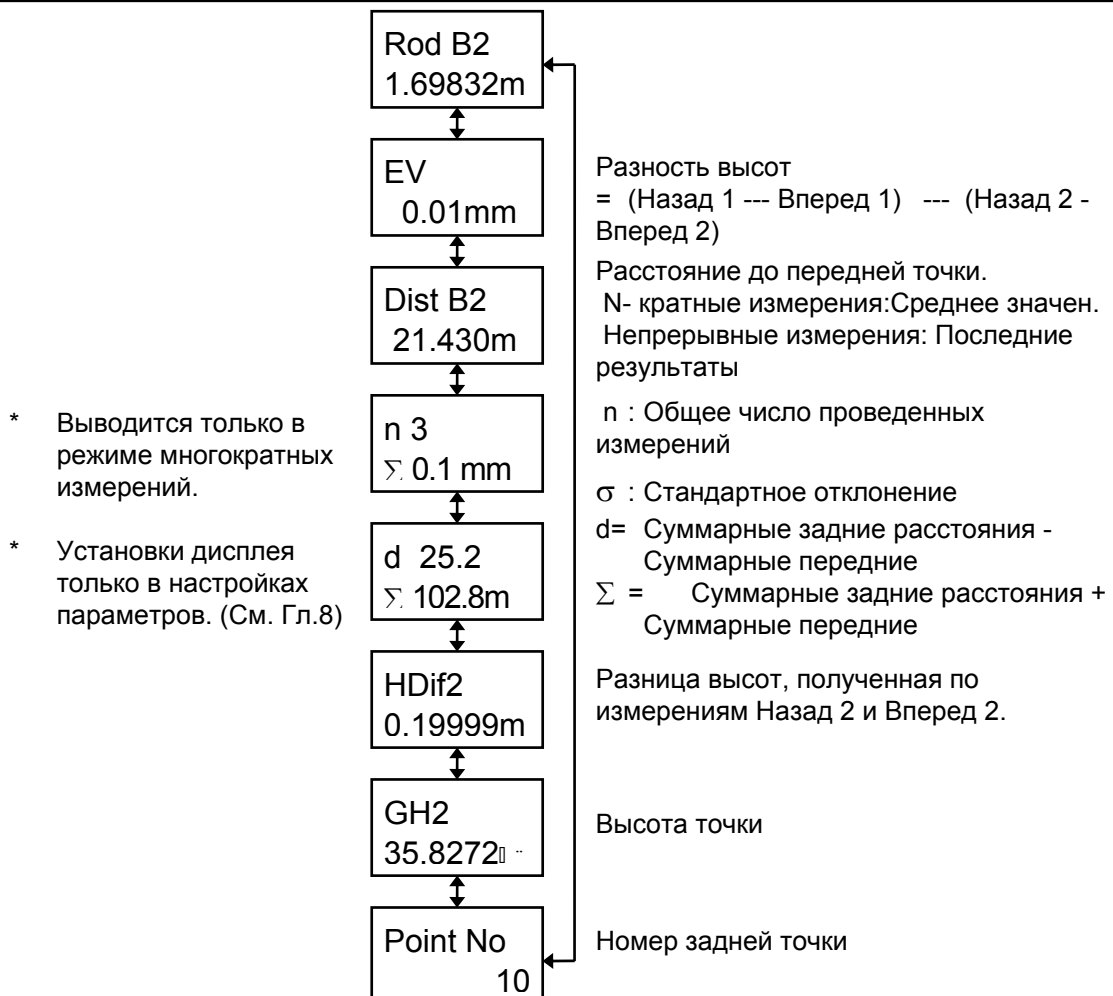 Rod B2
1.69832m
EV
0.01mm
Разность высот
= (Назад 1 --- Вперед 1) --- (Назад 2 -
Вперед 2)
Dist B2
21.430m
Расстояние до передней точки.
N- кратные измерения:Среднее значен.
Непрерывные измерения: Последние
результаты
* Выводится только в
режиме многократных
измерений.
n 3
∑ 0.1 mm
n : Общее число проведенных
измерений
σ : Стандартное отклонение
* Установки дисплея
только в настройках
параметров. (См. Гл.8)
d 25.2
∑ 102.8m
d= Суммарные задние расстояния -
Суммарные передние
∑ = Суммарные задние расстояния +
Суммарные передние
HDif2
0.19999m
Разница высот, полученная по
измерениям Назад 2 и Вперед 2.
GH2
35.8272
Высота точки
Point No
10
Номер задней точки